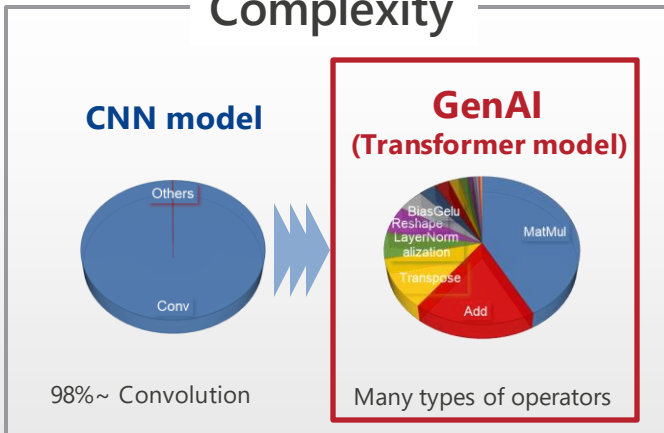 Complexity
CNN model
Others
Conv
98%~ Convolution
GenAI
(Transformer model)
BiasGelu
Reshape
LayerNorm
alization
Transpose
Add
MatMul
Many types of operators